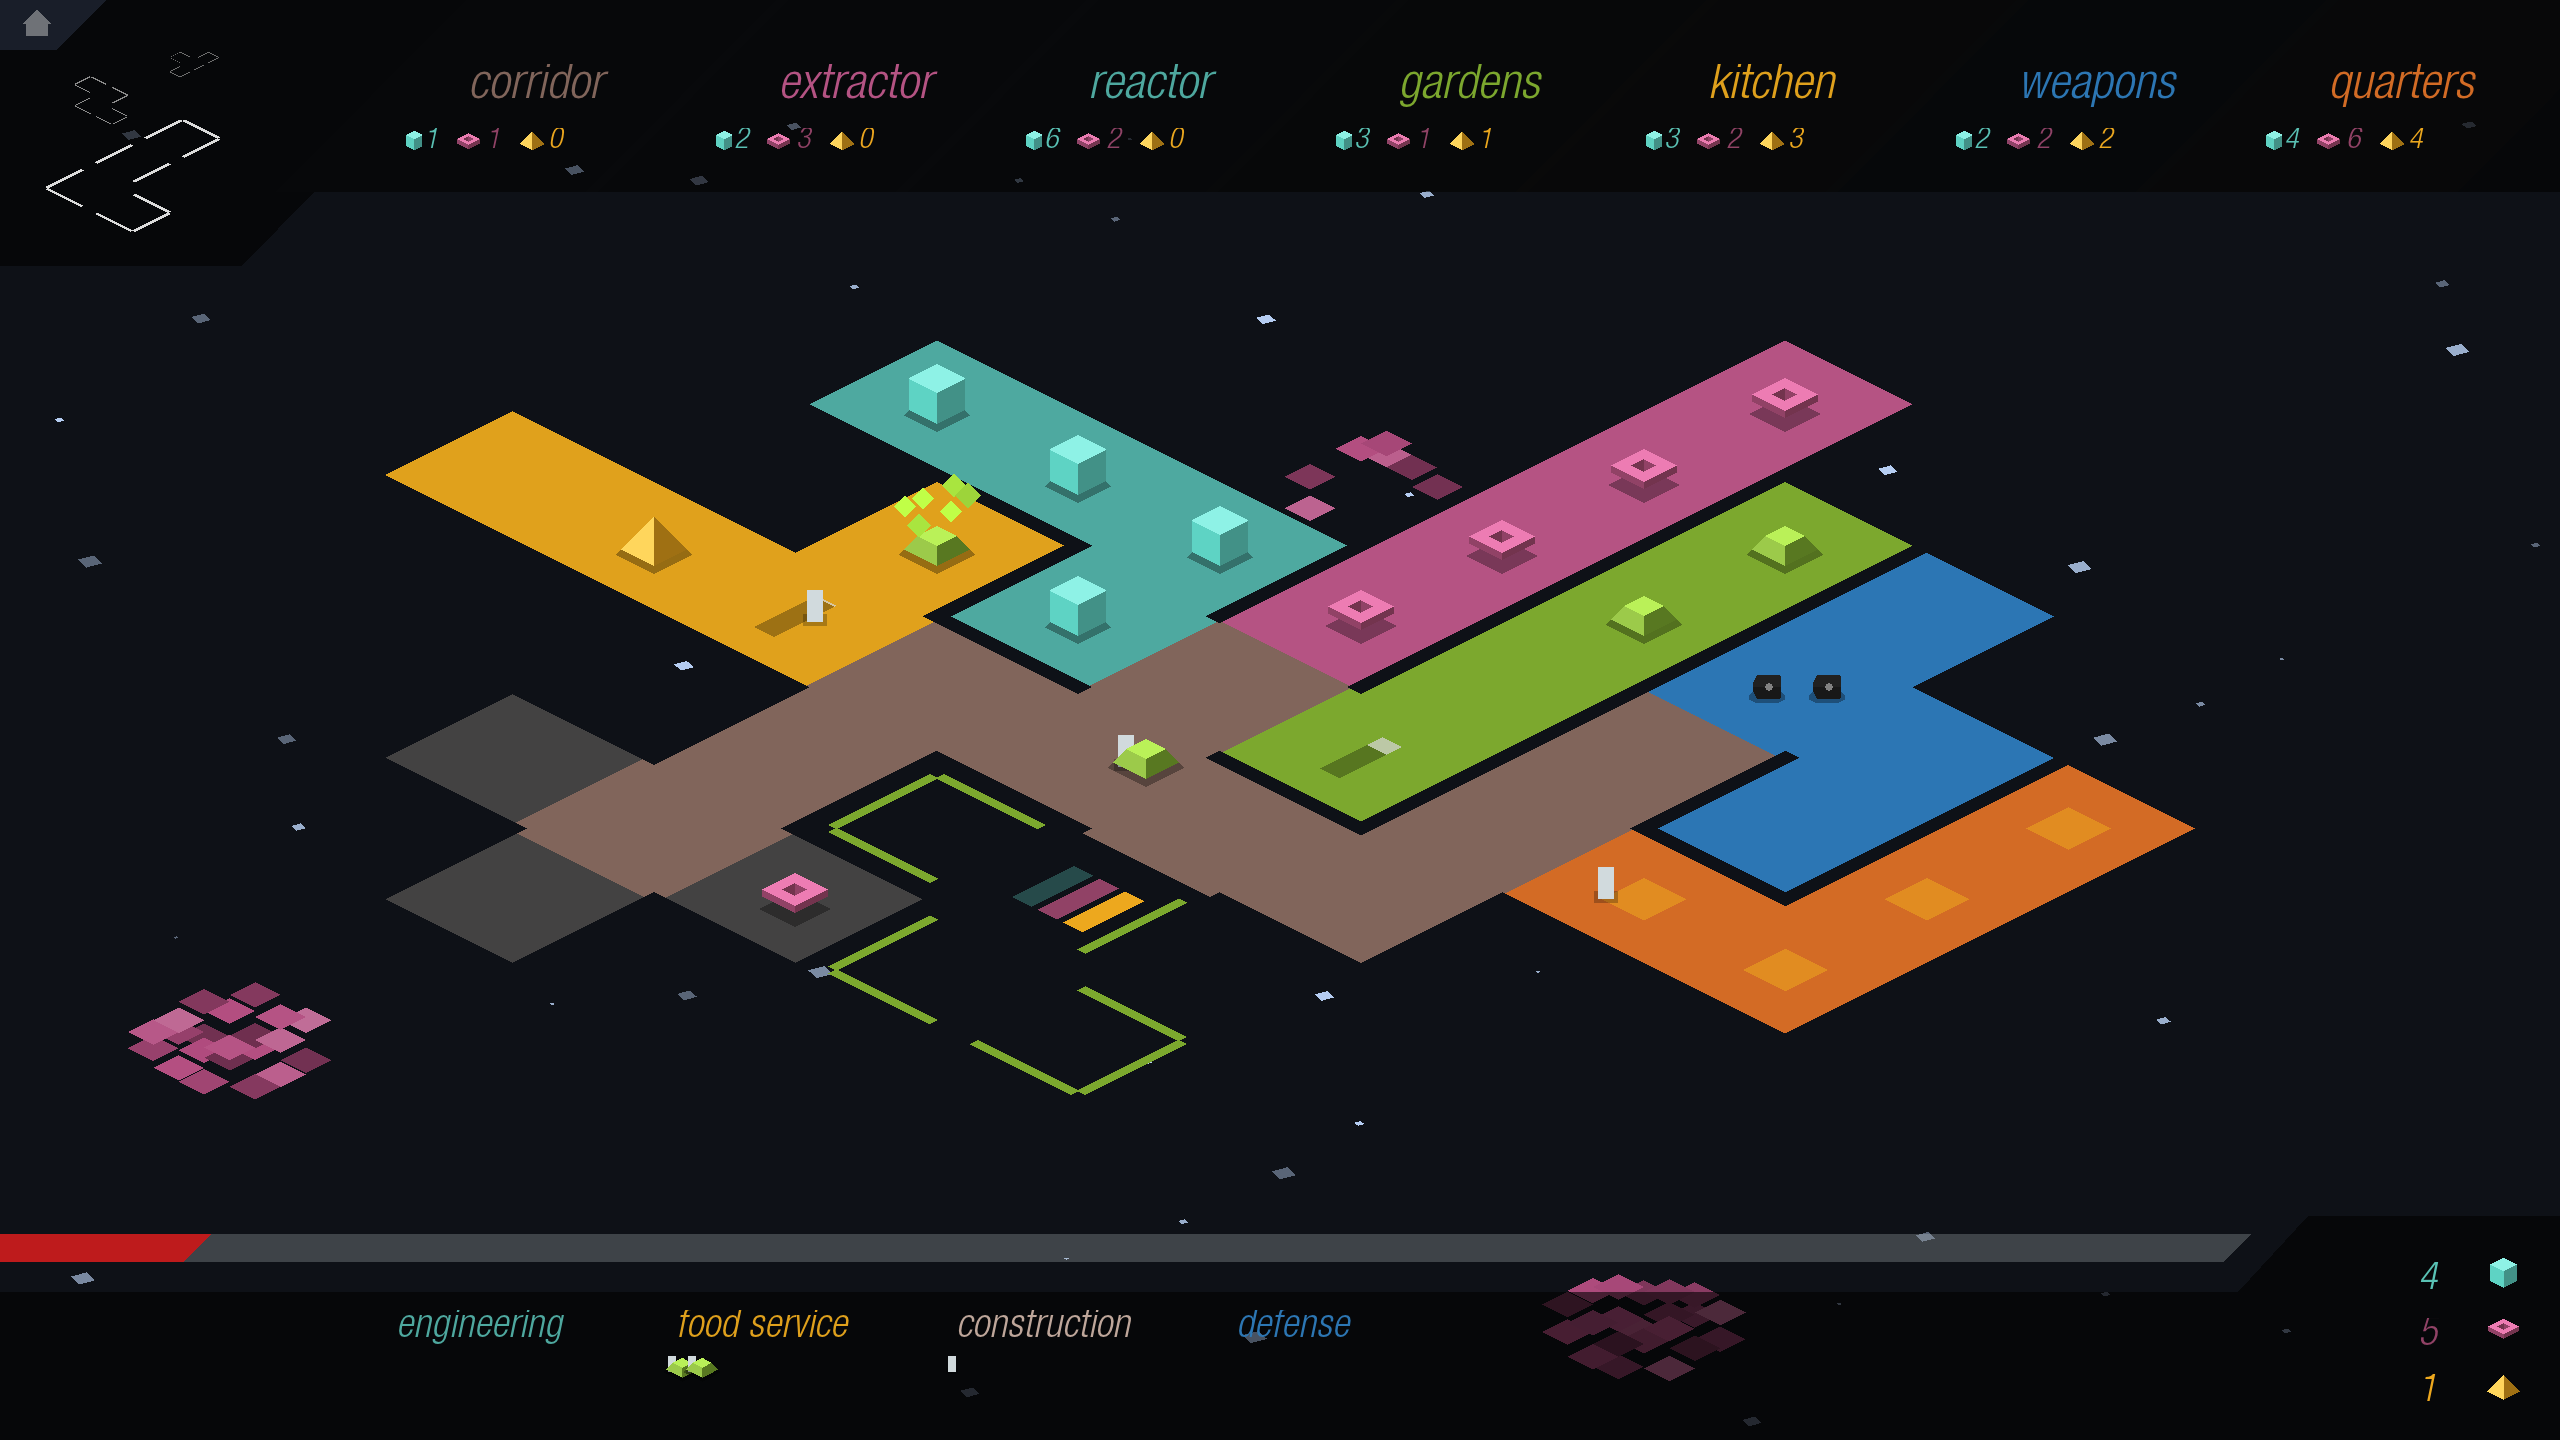 corridor extractor reactor gardens kitchen weapons quarters
1 1 0 2 3 0 6 2 0 3 1 1 3 2 3 2 2 2 4 6 4
4
engineering food service construction defense
5
1